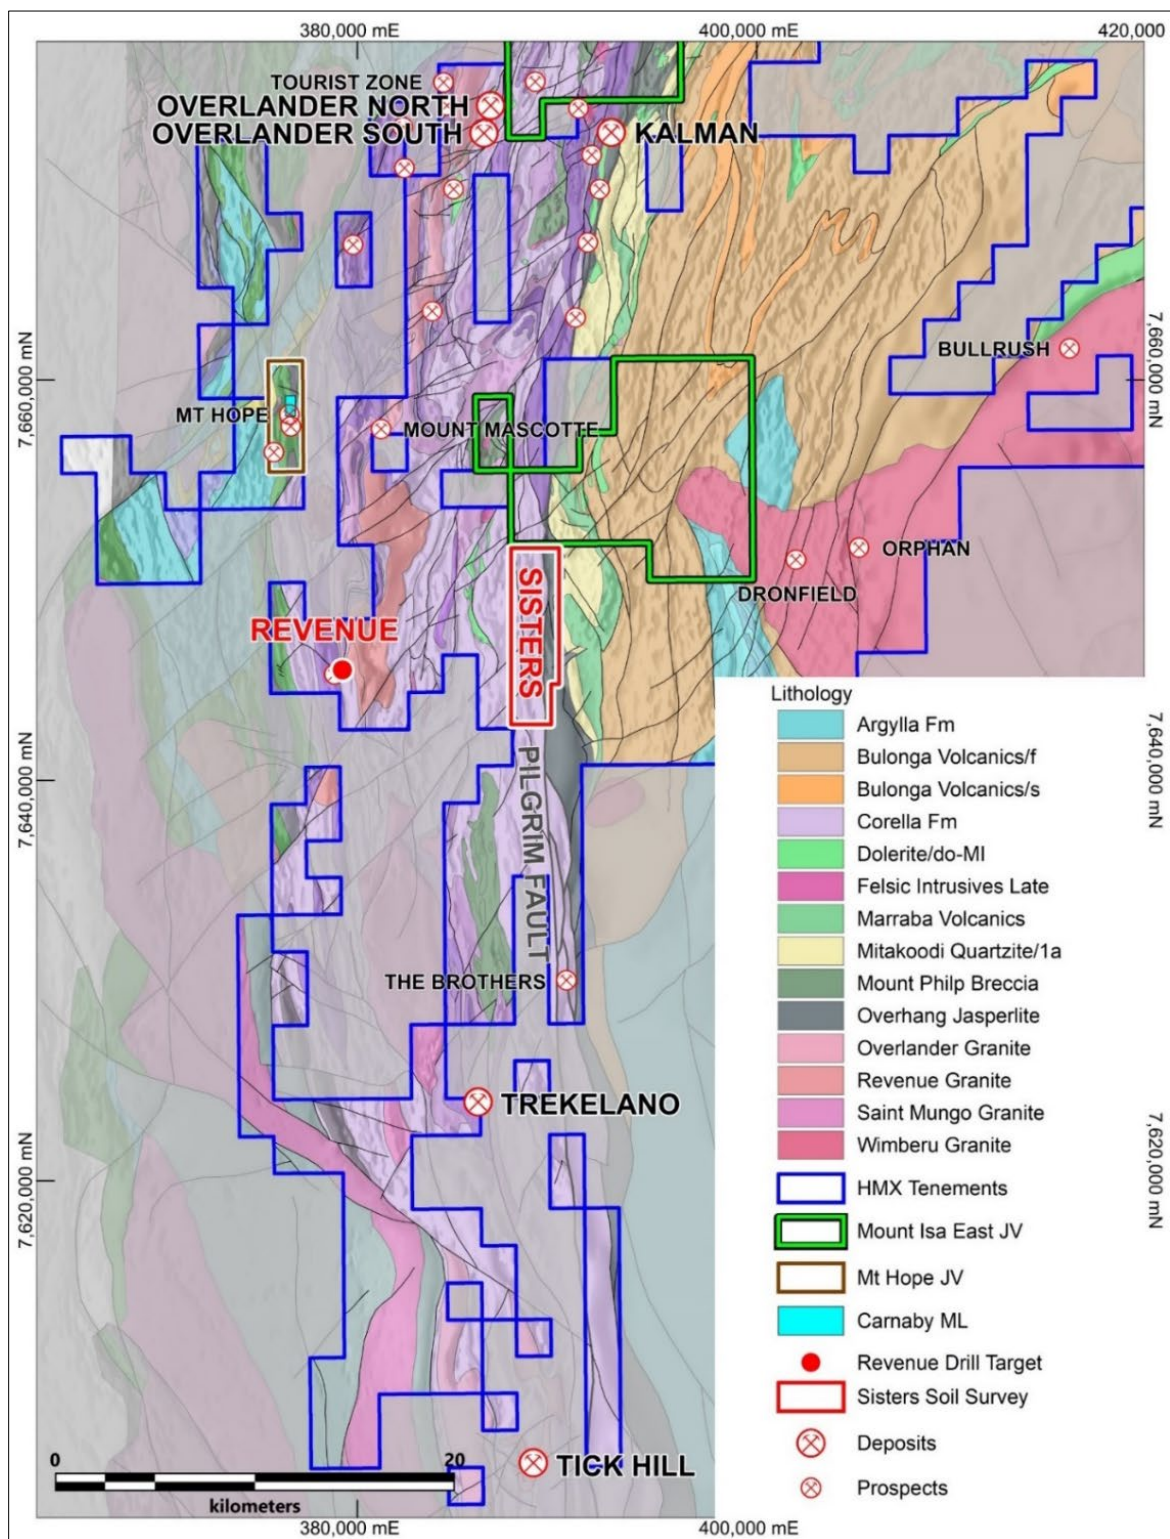 380,000 mE
400,000 mE
420,000
TOURIST ZONE
OVERLANDER NORTH
OVERLANDER SOUTH
KALMAN
BULLRUSH
7,660,000 mN
7,660,000 mN
MT HOPE
MOUNT MASCOTTE
ORPHAN
DRONFIELD
SISTERS
REVENUE
PILGRIM FAULT
7,640,000 mN
7,640,000 mN
THE BROTHERS
TREKELANO
7,620,000 mN
7,620,000 mN
TICK HILL
Lithology
Argylla Fm
Bulonga Volcanics/f
Bulonga Volcanics/s
Corella Fm
Dolerite/do-MI
Felsic Intrusives Late
Marraba Volcanics
Mitakoodi Quartzite/1a
Mount Philp Breccia
Overhang Jasperlite
Overlander Granite
Revenue Granite
Saint Mungo Granite
Wimberu Granite
HMX Tenements
Mount Isa East JV
Mt Hope JV
Carnaby ML
Revenue Drill Target
Sisters Soil Survey
Deposits
Prospects
0
20
kilometers
380,000 mE
400,000 mE